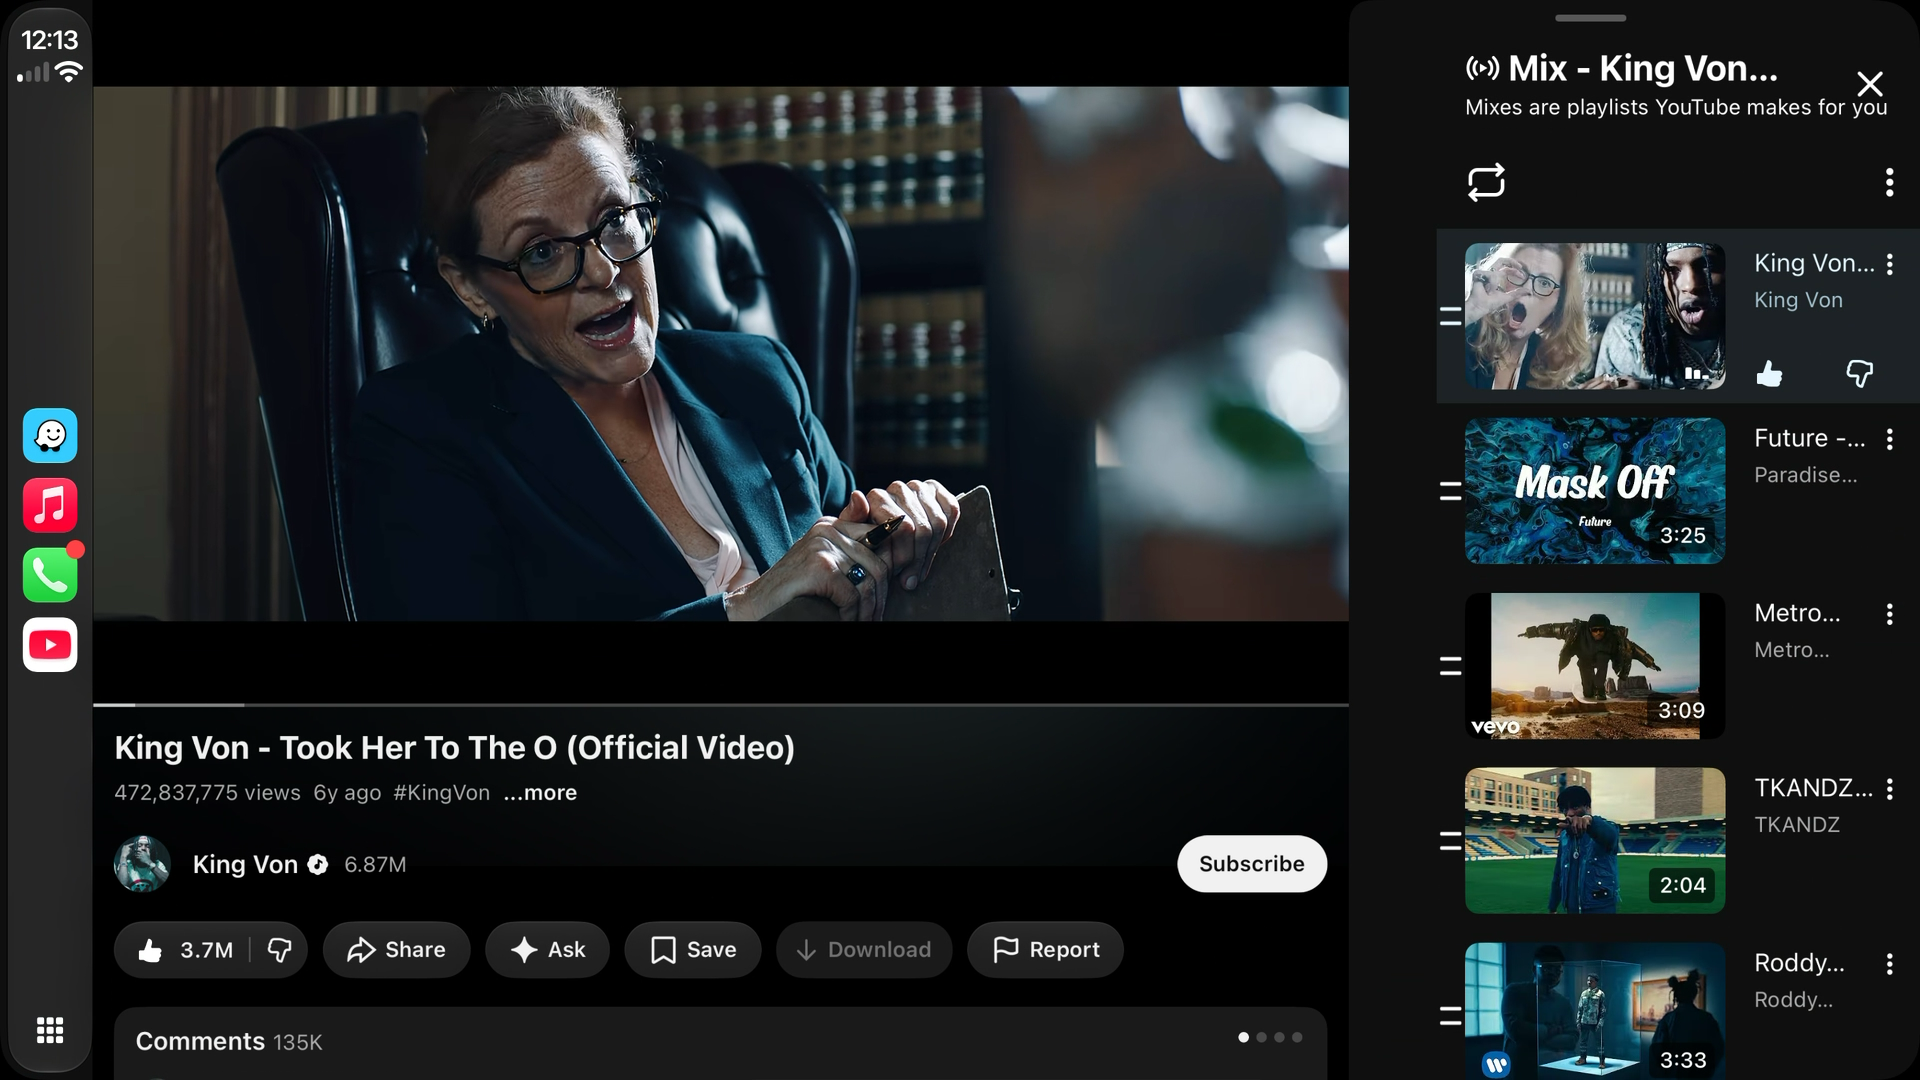 12:13
Mix - King Von...
Mixes are playlists YouTube makes for you
King Von...
King Von
Mask Off
Future
3:25
Future -...
Paradise...
vevo
3:09
Metro...
Metro...
2:04
TKANDZ...
TKANDZ
3:33
Roddy...
Roddy...
King Von - Took Her To The O (Official Video)
472,837,775 views 6y ago #KingVon ...more
King Von 6.87M
Subscribe
3.7M
Share
Ask
Save
Download
Report
Comments 135K